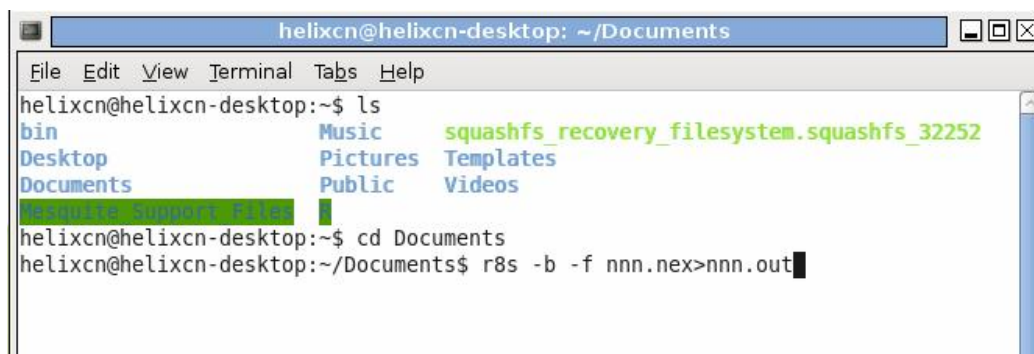 helixcn@helixcn-desktop: ~/Documents
File Edit View Terminal Tabs Help
helixcn@helixcn-desktop:~$ ls
bin Music squashfs_recovery_filesystem.squashfs_32252
Desktop Pictures Templates
Documents Public Videos
Mesquite Support Files R
helixcn@helixcn-desktop:~$ cd Documents
helixcn@helixcn-desktop:~/Documents$ r8s -b -f nnn.nex>nnn.out